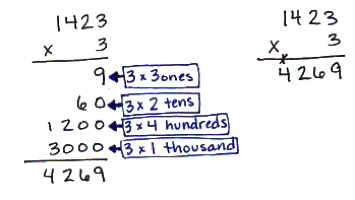 1423
x 3
9 3 x 3 ones
60 3 x 2 tens
1200 3 x 4 hundreds
3000 3 x 1 thousand
4269
1423
x 3
4269